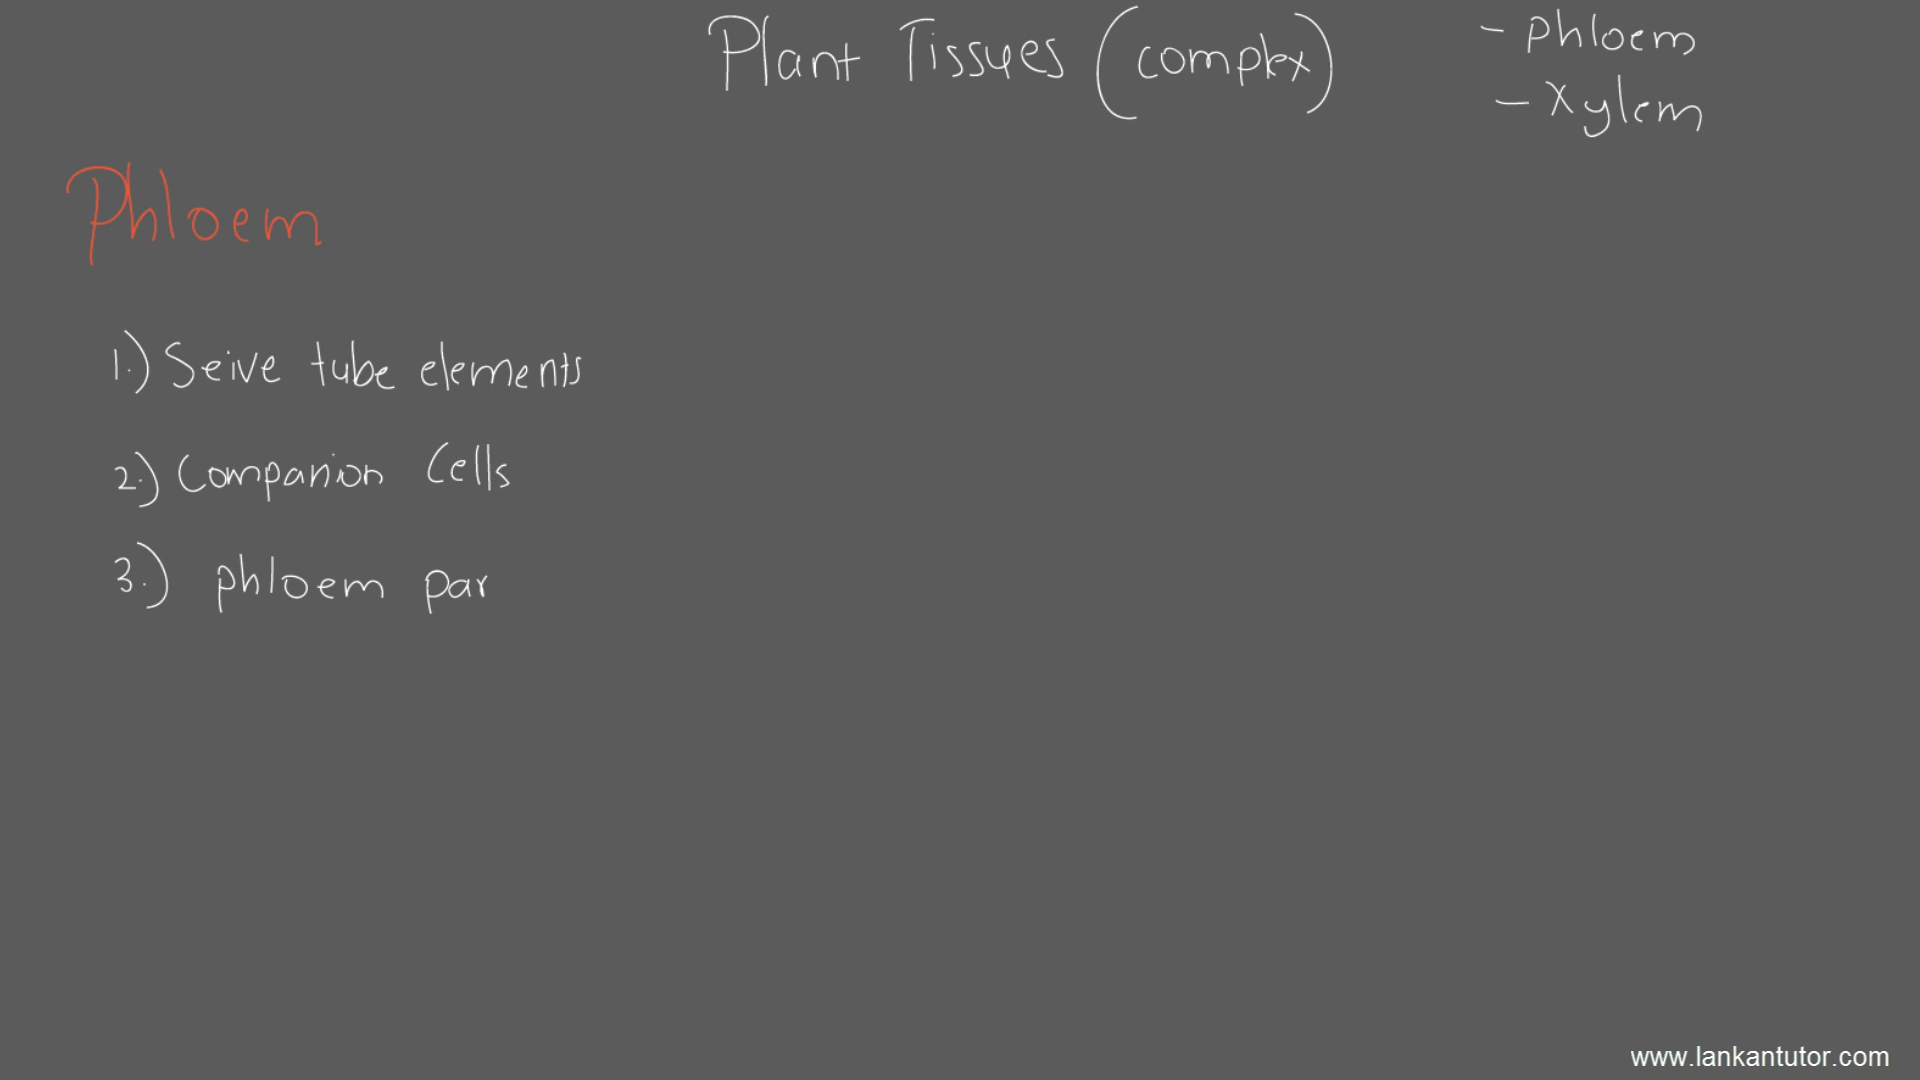 Plant Tissues (complex)
- Phloem
- Xylem
Phloem
1.) Seive tube elements
2.) Companion Cells
3.) phloem par
www.lankantutor.com